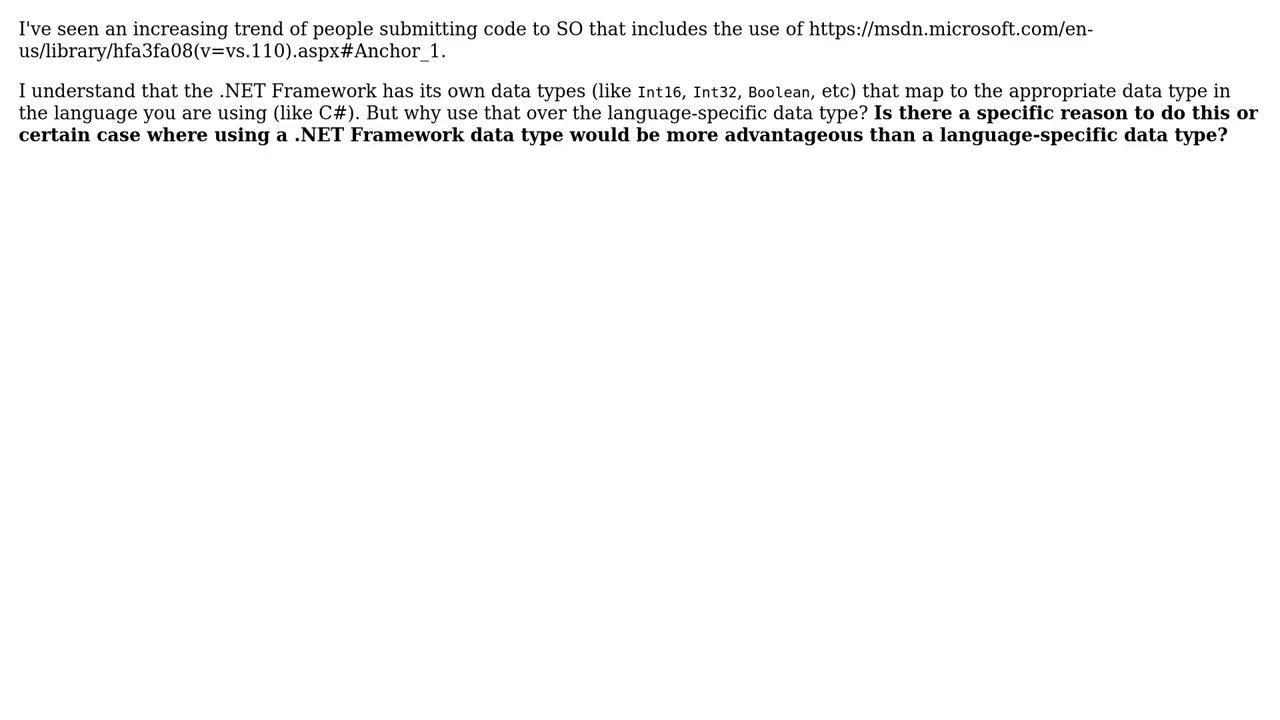 I've seen an increasing trend of people submitting code to SO that includes the use of https://msdn.microsoft.com/en-
us/library/hfa3fa08(v=vs.110).aspx#Anchor_1.
I understand that the .NET Framework has its own data types (like Int16, Int32, Boolean, etc) that map to the appropriate data type in
the language you are using (like C#). But why use that over the language-specific data type? Is there a specific reason to do this or
certain case where using a .NET Framework data type would be more advantageous than a language-specific data type?